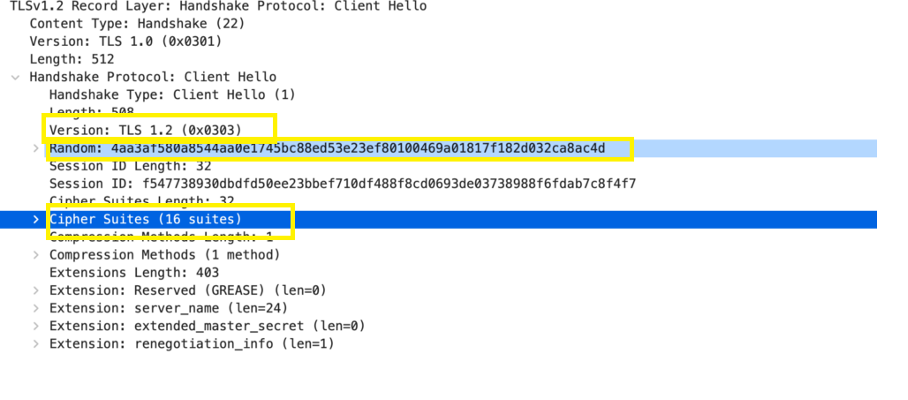 TLSv1.2 Record Layer: Handshake Protocol: Client Hello
Content Type: Handshake (22)
Version: TLS 1.0 (0x0301)
Length: 512
Handshake Protocol: Client Hello
Handshake Type: Client Hello (1)
Length: 508
Version: TLS 1.2 (0x0303)
Random: 4aa3af580a8544aa0e1745bc88ed53e23ef80100469a01817f182d032ca8ac4d
Session ID Length: 32
Session ID: f547738930dbdfd50ee23bbef710df488f8cd0693de03738988f6fdab7c8f4f7
Cipher Suites Length: 32
Cipher Suites (16 suites)
Compression Methods Length: 1
Compression Methods (1 method)
Extensions Length: 403
Extension: Reserved (GREASE) (len=0)
Extension: server_name (len=24)
Extension: extended_master_secret (len=0)
Extension: renegotiation_info (len=1)